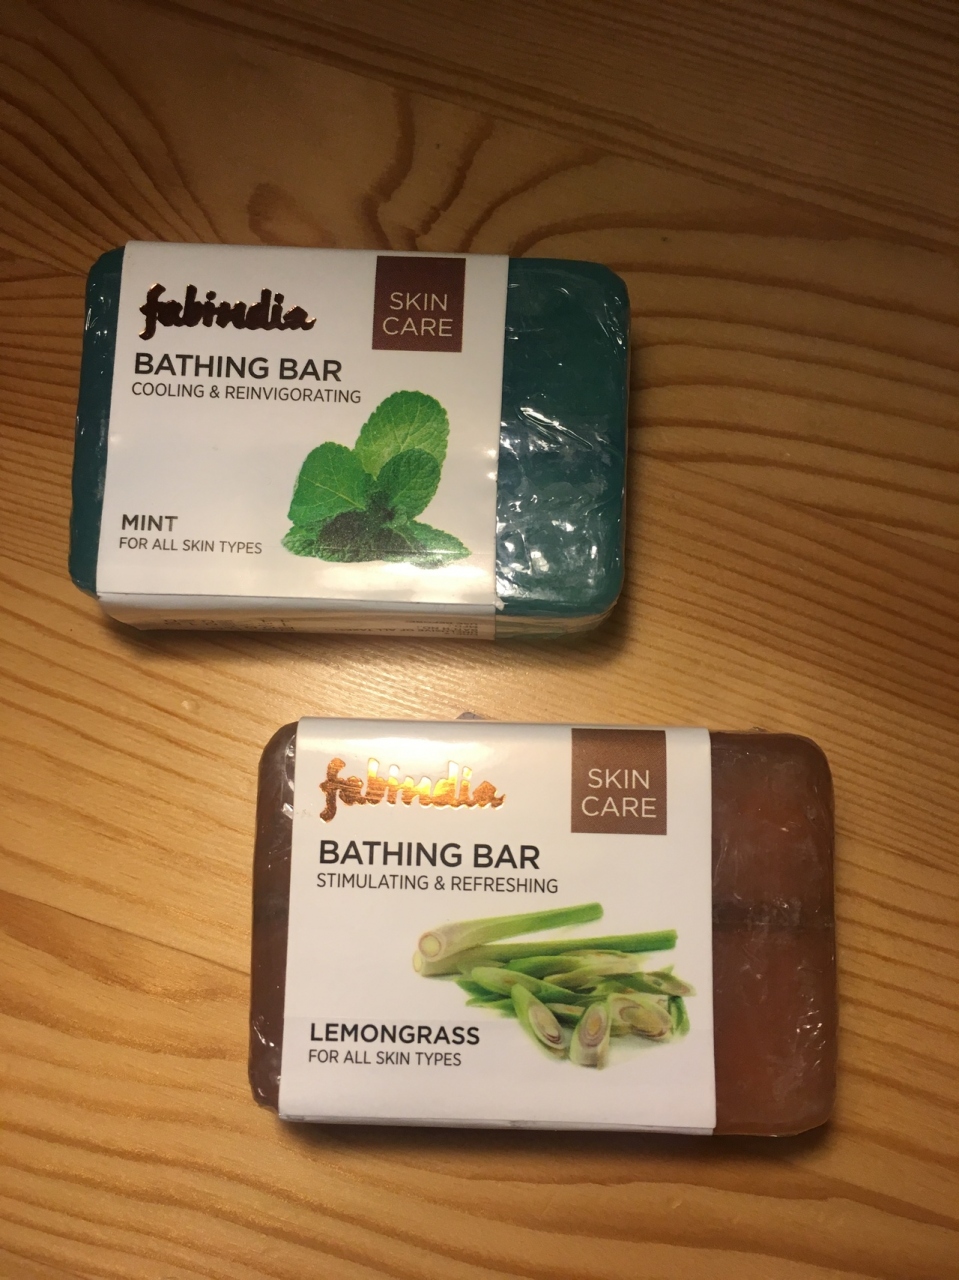 fabindia
SKIN
CARE
BATHING BAR
COOLING & REINVIGORATING
MINT
FOR ALL SKIN TYPES
fabindia
SKIN
CARE
BATHING BAR
STIMULATING & REFRESHING
LEMONGRASS
FOR ALL SKIN TYPES